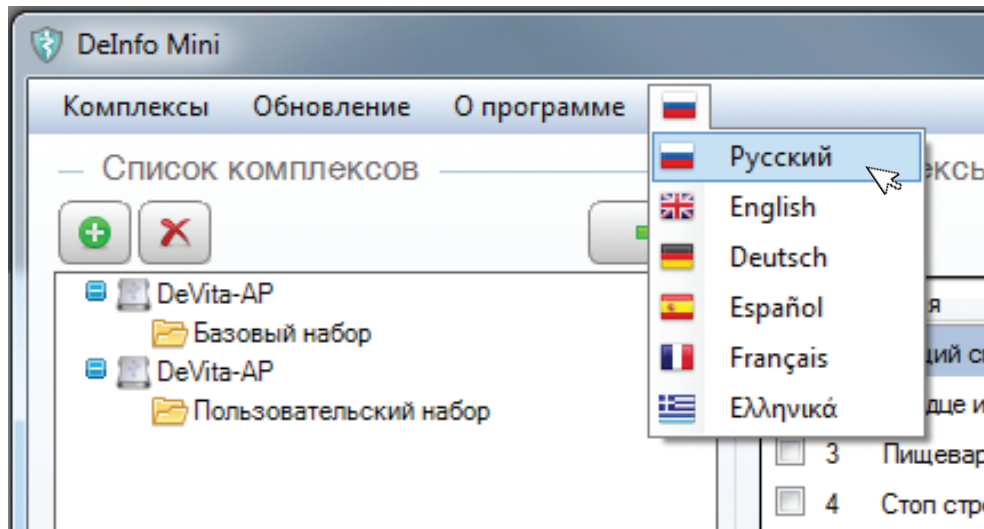 DeInfo Mini
Комплексы Обновление О программе
Список комплексов
Русский
English
Deutsch
Español
Français
Ελληνικά
DeVita-AP
Базовый набор
DeVita-AP
Пользовательский набор
3 Пищевар
4 Стоп